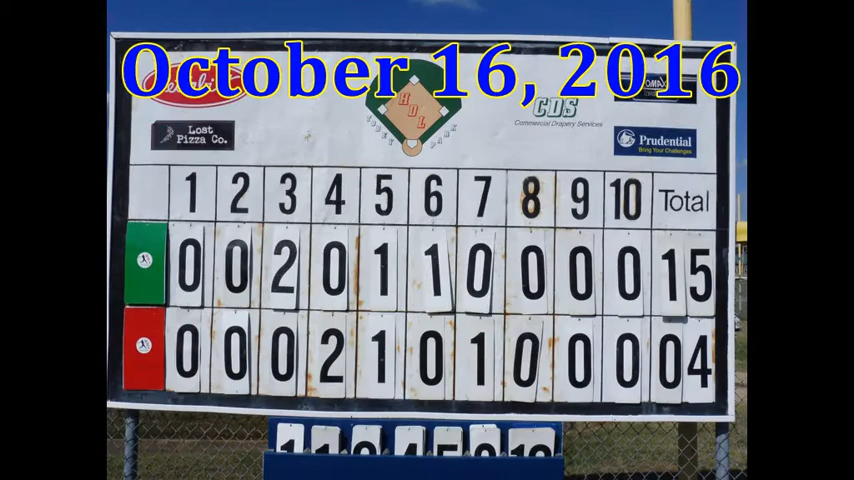 October 16, 2016
HDL
Lost
Pizza Co.
CDS
Commercial Drapery Services
Prudential
Bring Your Challenges
1 2 3 4 5 6 7 8 9 10 Total
0 0 2 0 1 1 0 0 0 0 15
0 0 0 2 1 0 1 0 0 0 04